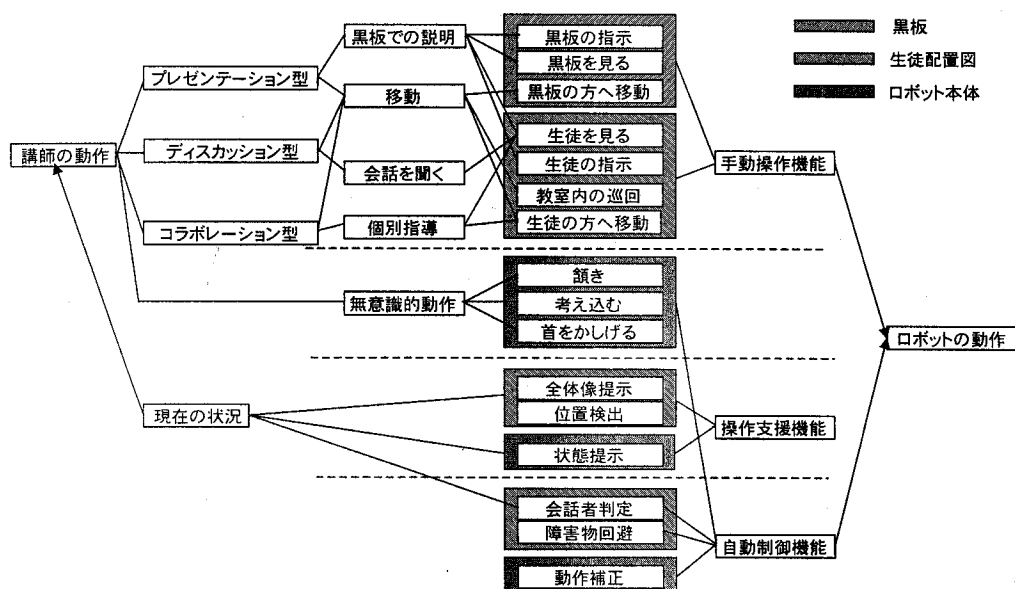 黒板での説明
黒板の指示
黒板
黒板を見る
生徒配置図
プレゼンテーション型
移動
黒板の方へ移動
ロボット本体
生徒を見る
講師の動作
ディスカッション型
会話を聞く
生徒の指示
手動操作機能
教室内の巡回
コラボレーション型
個別指導
生徒の方へ移動
頷き
無意識的動作
考え込む
首をかしげる
ロボットの動作
全体像提示
現在の状況
位置検出
操作支援機能
状態提示
会話者判定
障害物回避
自動制御機能
動作補正